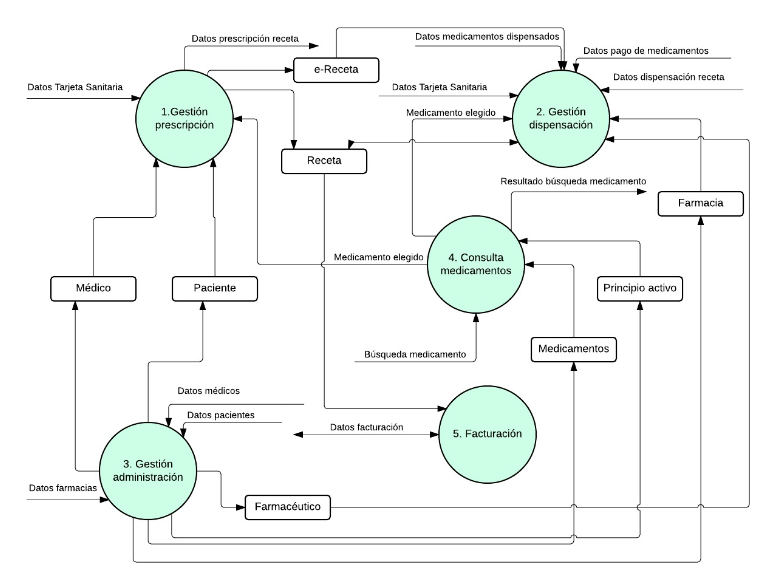 Datos prescripción receta
Datos medicamentos dispensados
Datos pago de medicamentos
e-Receta
Datos dispensación receta
Datos Tarjeta Sanitaria
Datos Tarjeta Sanitaria
1.Gestión
prescripción
2. Gestión
dispensación
Medicamento elegido
Receta
Resultado búsqueda medicamento
Farmacia
Medicamento elegido
4. Consulta
medicamentos
Médico
Paciente
Principio activo
Búsqueda medicamento
Medicamentos
Datos médicos
Datos pacientes
Datos facturación
5. Facturación
3. Gestión
administración
Datos farmacias
Farmacéutico